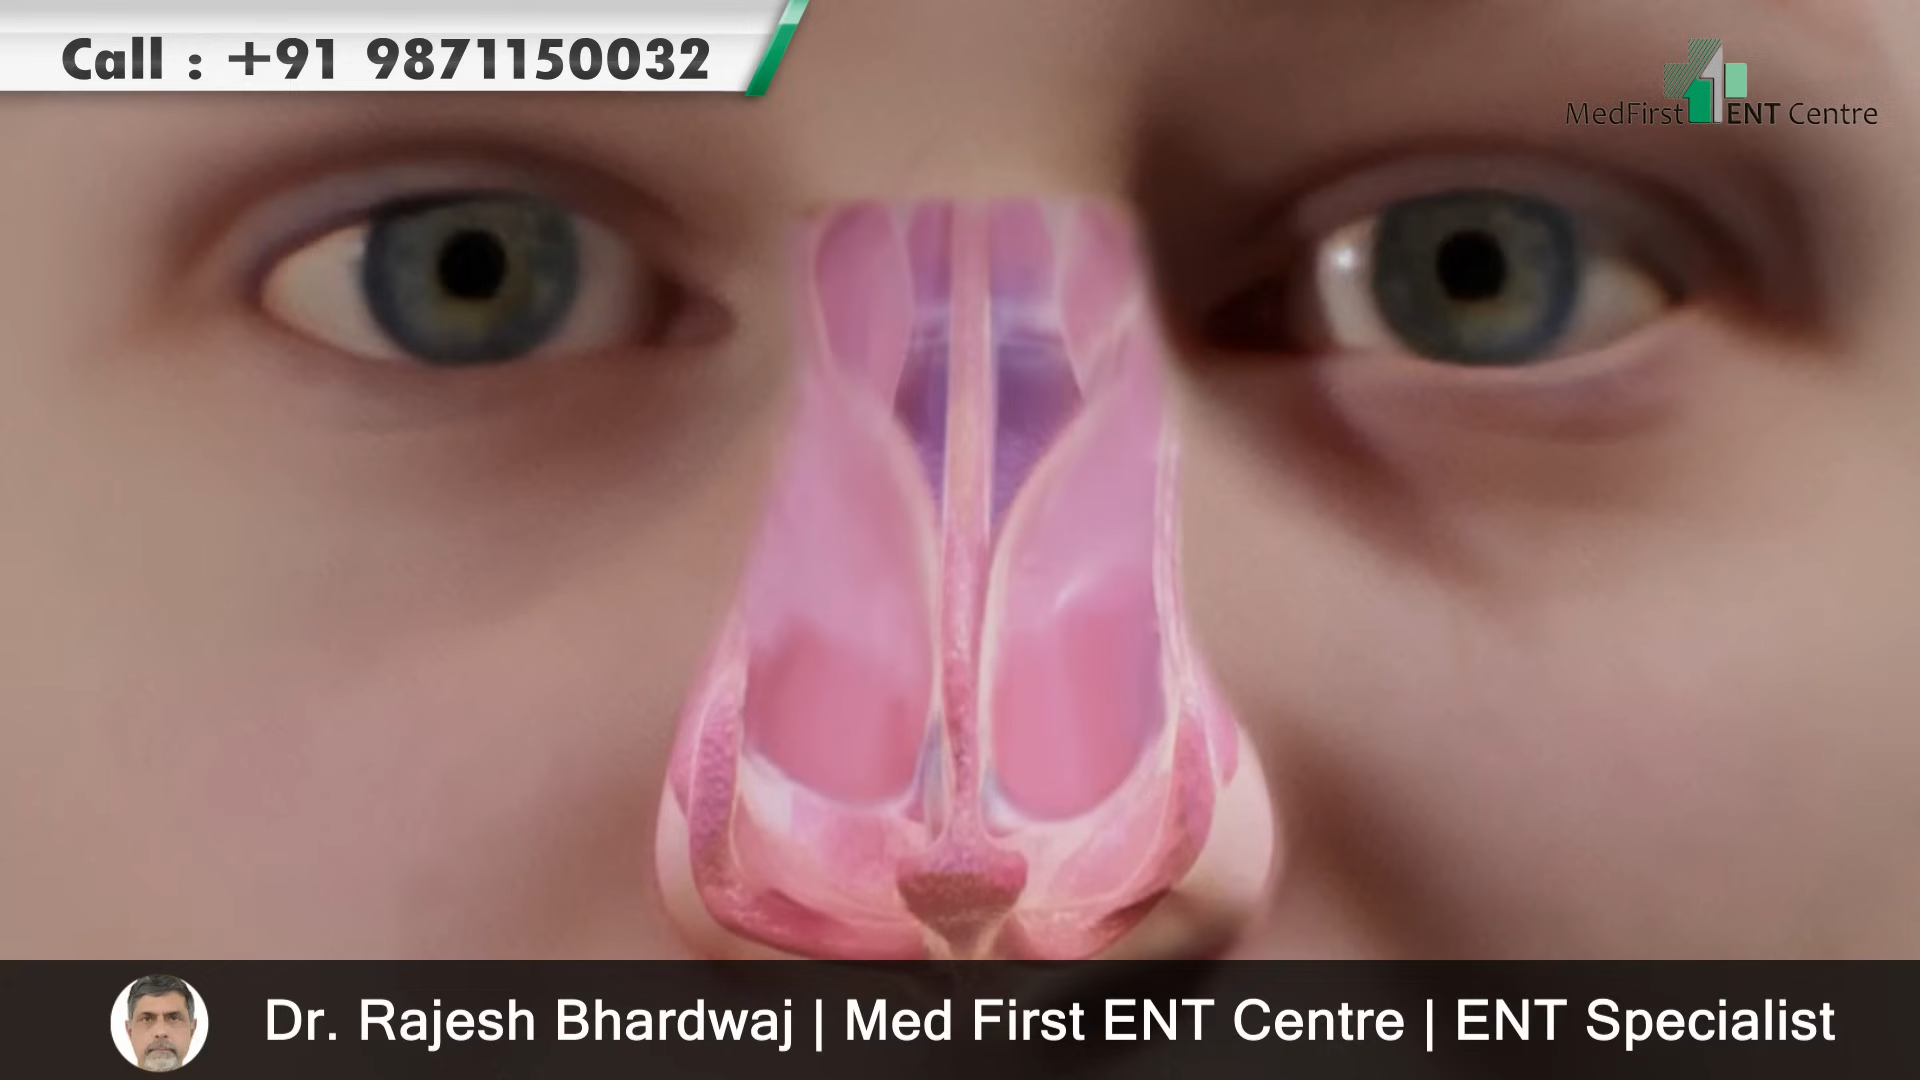 Call : +91 9871150032
MedFirst ENT Centre
Dr. Rajesh Bhardwaj | Med First ENT Centre | ENT Specialist